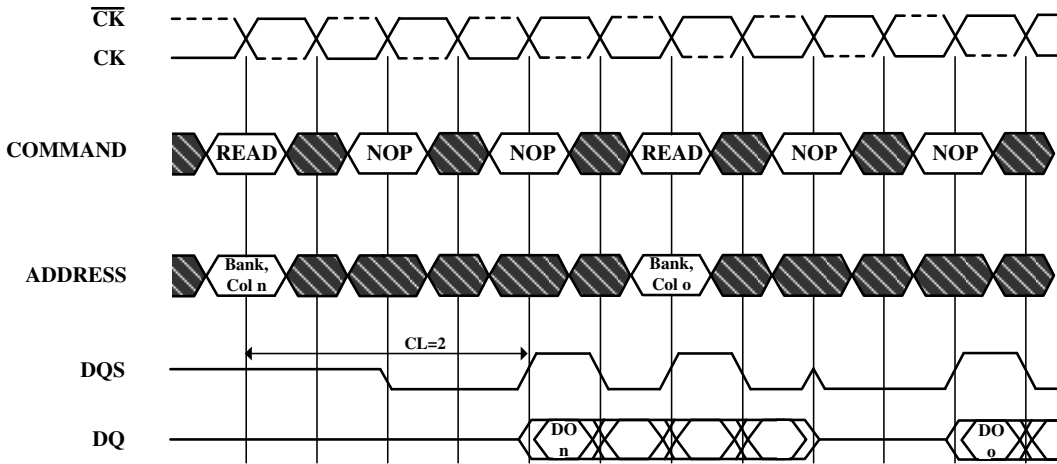 C̅K̅
CK
COMMAND READ NOP NOP READ NOP NOP
ADDRESS Bank, Col n Bank, Col o
CL=2
DQS
DQ DO n DO o